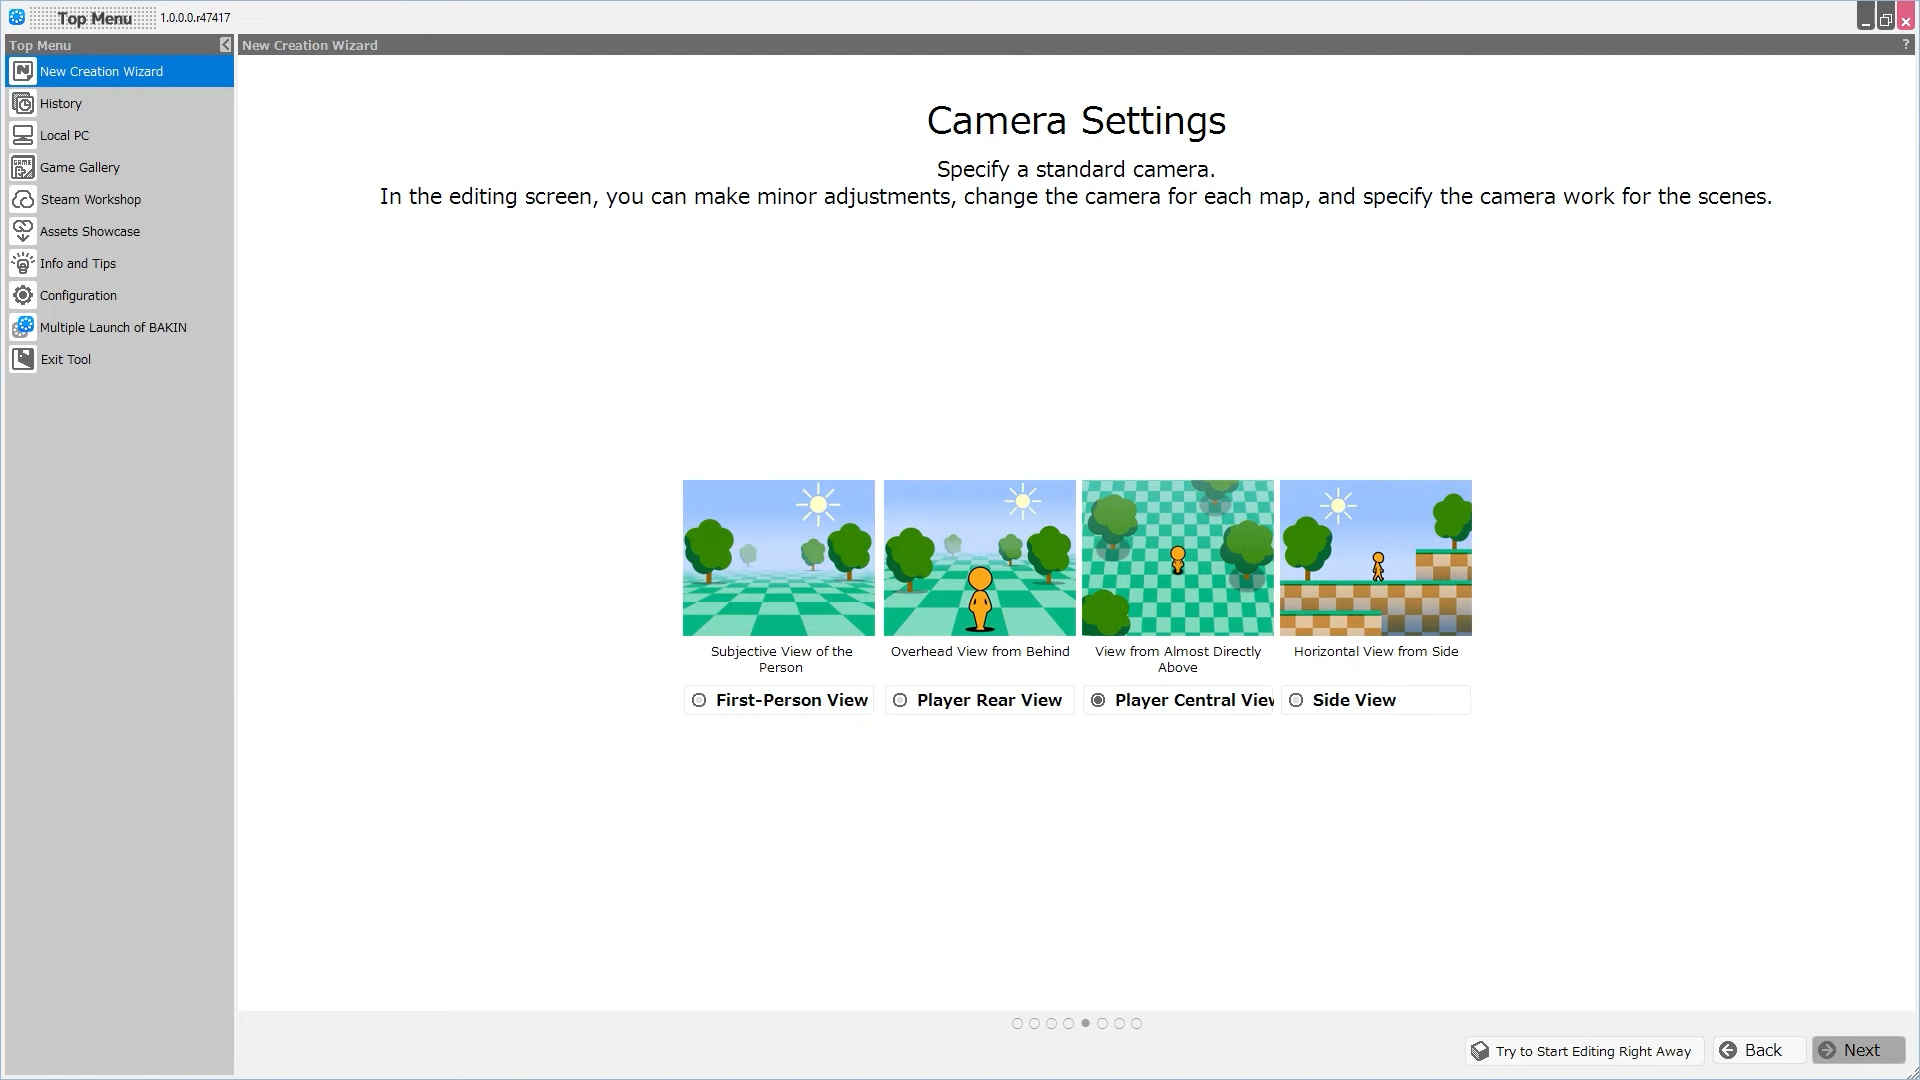 Top Menu 1.0.0.0.r47417
Top Menu
New Creation Wizard
History
Local PC
Game Gallery
Steam Workshop
Assets Showcase
Info and Tips
Configuration
Multiple Launch of BAKIN
Exit Tool
New Creation Wizard ?
Camera Settings
Specify a standard camera.
In the editing screen, you can make minor adjustments, change the camera for each map, and specify the camera work for the scenes.
Subjective View of the
Person
First-Person View
Overhead View from Behind
Player Rear View
View from Almost Directly
Above
Player Central View
Horizontal View from Side
Side View
Try to Start Editing Right Away
Back
Next